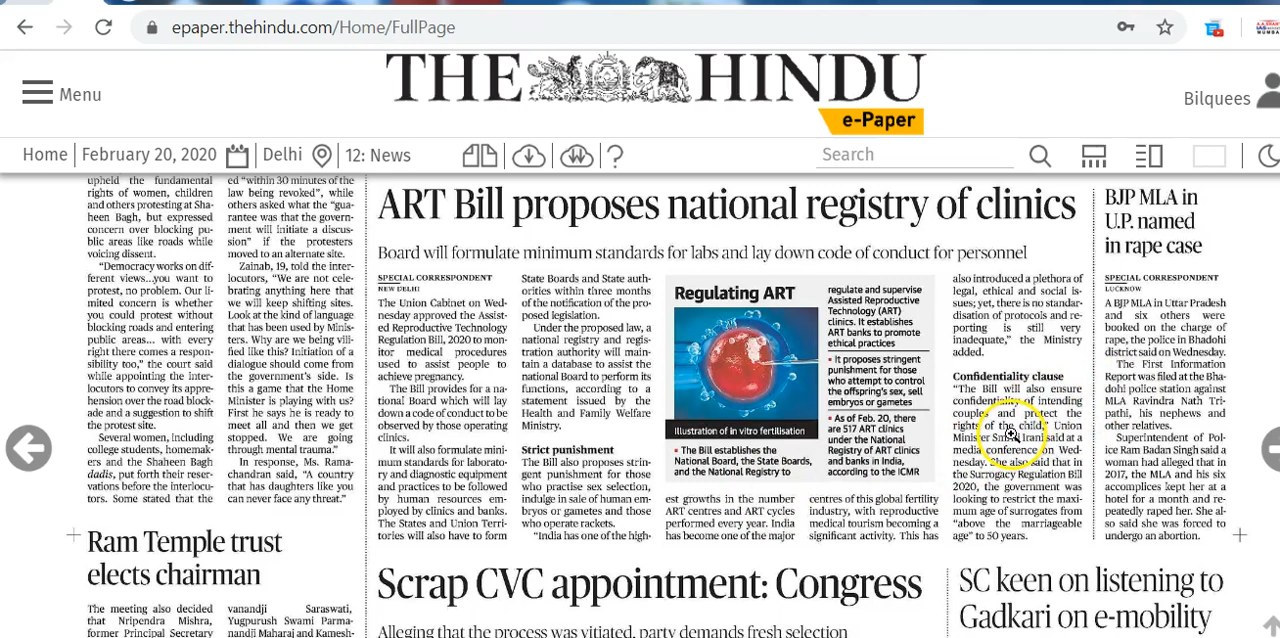 epaper.thehindu.com/Home/FullPage
Menu
THE HINDU
e-Paper
Bilquees
Home
February 20, 2020
Delhi
12: News
?
Search
upheld the fundamental
rights of women, children
and others protesting at Sha-
heen Bagh, but expressed
concern over blocking pu-
blic areas like roads while
voicing dissent.
"Democracy works on dif-
ferent views...you want to
protest, no problem. Our li-
mited concern is whether
you could protest without
blocking roads and entering
public areas... with every
right there comes a respon-
sibility too," the court said
while appointing the inter-
locutors to convey its appre-
hension over the road block-
ade and a suggestion to shift
the protest site.
Several women, including
college students, homemak-
ers and the Shaheen Bagh
dadis, put forth their reser-
vations before the interlocu-
tors. Some stated that the
ed "within 30 minutes of the
law being revoked", while
others asked what the "gua-
rantee was that the govern-
ment will initiate a discus-
sion" if the protesters
moved to an alternate site.
Zainab, 19, told the inter-
locutors, "We are not cele-
brating anything here that
we will keep shifting sites.
Look at the kind of language
that has been used by Minis-
ters. Why are we being vili-
fied like this? Initiation of a
dialogue should come from
the government's side. Is
this a game that the Home
Minister is playing with us?
First he says he is ready to
meet all and then we get
stopped. We are going
through mental trauma."
In response, Ms. Rama-
chandran said, "A country
that has daughters like you
can never face any threat."
Ram Temple trust
elects chairman
The meeting also decided
that Nripendra Mishra,
former Principal Secretary
vanandji Saraswati,
Yugpurush Swami Parma-
nandji Maharaj and Kamesh-
ART Bill proposes national registry of clinics
Board will formulate minimum standards for labs and lay down code of conduct for personnel
SPECIAL CORRESPONDENT
NEW DELHI
The Union Cabinet on Wed-
nesday approved the Assist-
ed Reproductive Technology
Regulation Bill, 2020 to mon-
itor medical procedures
used to assist people to
achieve pregnancy.
The Bill provides for a na-
tional Board which will lay
down a code of conduct to be
observed by those operating
clinics.
It will also formulate mini-
mum standards for laborato-
ry and diagnostic equipment
and practices to be followed
by human resources em-
ployed by clinics and banks.
The States and Union Terri-
tories will also have to form
State Boards and State auth-
orities within three months
of the notification of the pro-
posed legislation.
Under the proposed law, a
national registry and regis-
tration authority will main-
tain a database to assist the
national Board to perform its
functions, according to a
statement issued by the
Health and Family Welfare
Ministry.
Strict punishment
The Bill also proposes strin-
gent punishment for those
who practise sex selection,
indulge in sale of human em-
bryos or gametes and those
who operate rackets.
"India has one of the high-
Regulating ART
Illustration of in vitro fertilisation
▪ The Bill establishes the
National Board, the State Boards,
and the National Registry to
regulate and supervise
Assisted Reproductive
Technology (ART)
clinics. It establishes
ART banks to promote
ethical practices
▪ It proposes stringent
punishment for those
who attempt to control
the offspring's sex, sell
embryos or gametes
▪ As of Feb. 20, there
are 517 ART clinics
under the National
Registry of ART clinics
and banks in India,
according to the ICMR
est growths in the number
ART centres and ART cycles
performed every year. India
has become one of the major
centres of this global fertility
industry, with reproductive
medical tourism becoming a
significant activity. This has
also introduced a plethora of
legal, ethical and social is-
sues; yet, there is no standar-
disation of protocols and re-
porting is still very
inadequate," the Ministry
added.
Confidentiality clause
"The Bill will also ensure
confidentiality of intending
couples and protect the
rights of the child," Union
Minister Smriti Irani said at a
media conference on Wed-
nesday. She also said that in
the Surrogacy Regulation Bill
2020, the government was
looking to restrict the maxi-
mum age of surrogates from
"above the marriageable
age" to 50 years.
BJP MLA in
U.P. named
in rape case
SPECIAL CORRESPONDENT
LUCKNOW
A BJP MLA in Uttar Pradesh
and six others were
booked on the charge of
rape, the police in Bhadohi
district said on Wednesday.
The First Information
Report was filed at the Bha-
dohi police station against
MLA Ravindra Nath Tri-
pathi, his nephews and
other relatives.
Superintendent of Pol-
ice Ram Badan Singh said a
woman had alleged that in
2017, the MLA and his six
accomplices kept her at a
hotel for a month and re-
peatedly raped her. She al-
so said she was forced to
undergo an abortion.
Scrap CVC appointment: Congress
Alleging that the process was vitiated, party demands fresh selection
SC keen on listening to
Gadkari on e-mobility